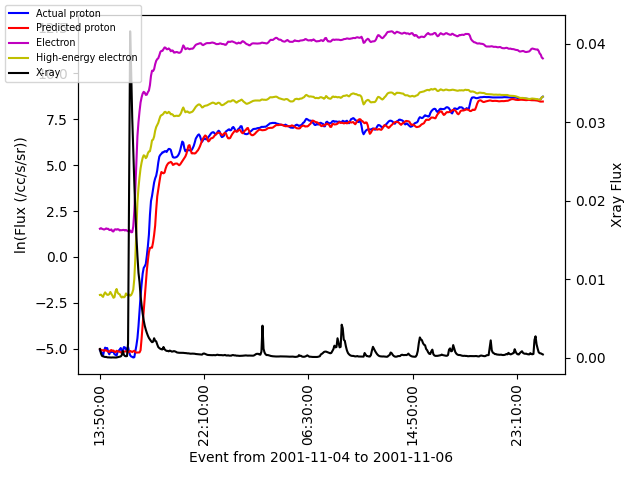 Actual proton
Predicted proton
Electron
High-energy electron
X-ray
10.0
7.5
5.0
2.5
0.0
−2.5
−5.0
ln(Flux (/cc/s/sr))
0.04
0.03
0.02
0.01
0.00
Xray Flux
13:50:00
22:10:00
06:30:00
14:50:00
23:10:00
Event from 2001-11-04 to 2001-11-06